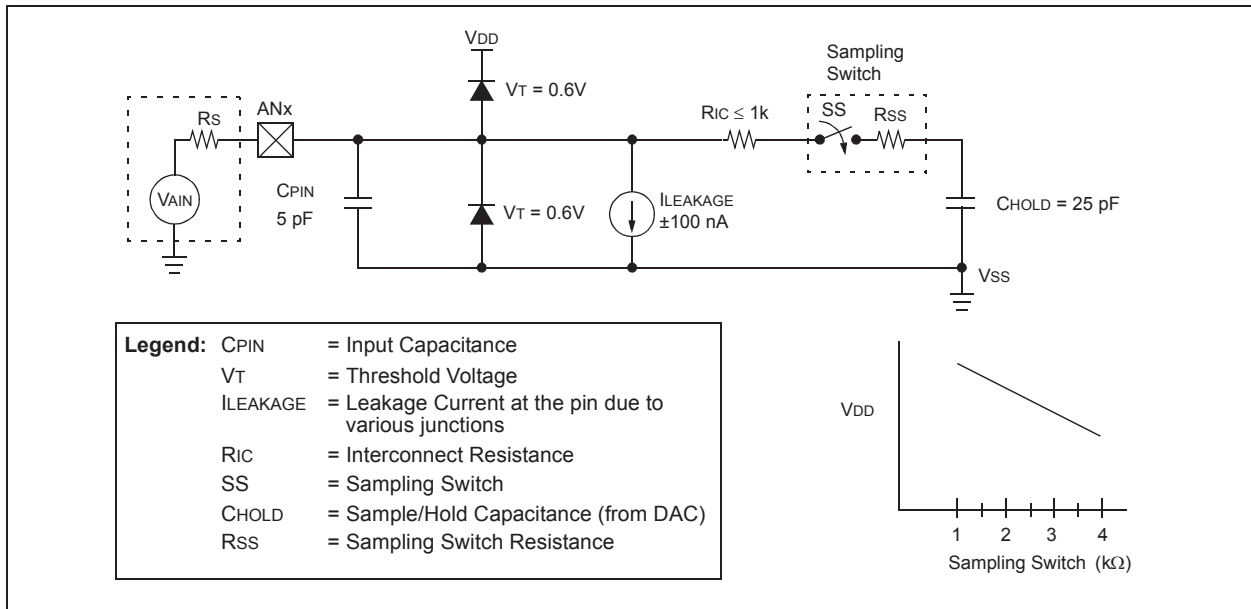 VDD
Sampling
Switch
VT = 0.6V
RS
ANx
RIC ≤ 1k
SS
RSS
VAIN
CPIN
5 pF
VT = 0.6V
ILEAKAGE
±100 nA
CHOLD = 25 pF
VSS
Legend: CPIN = Input Capacitance
VT = Threshold Voltage
ILEAKAGE = Leakage Current at the pin due to
various junctions
RIC = Interconnect Resistance
SS = Sampling Switch
CHOLD = Sample/Hold Capacitance (from DAC)
RSS = Sampling Switch Resistance
VDD
1 2 3 4
Sampling Switch (kΩ)